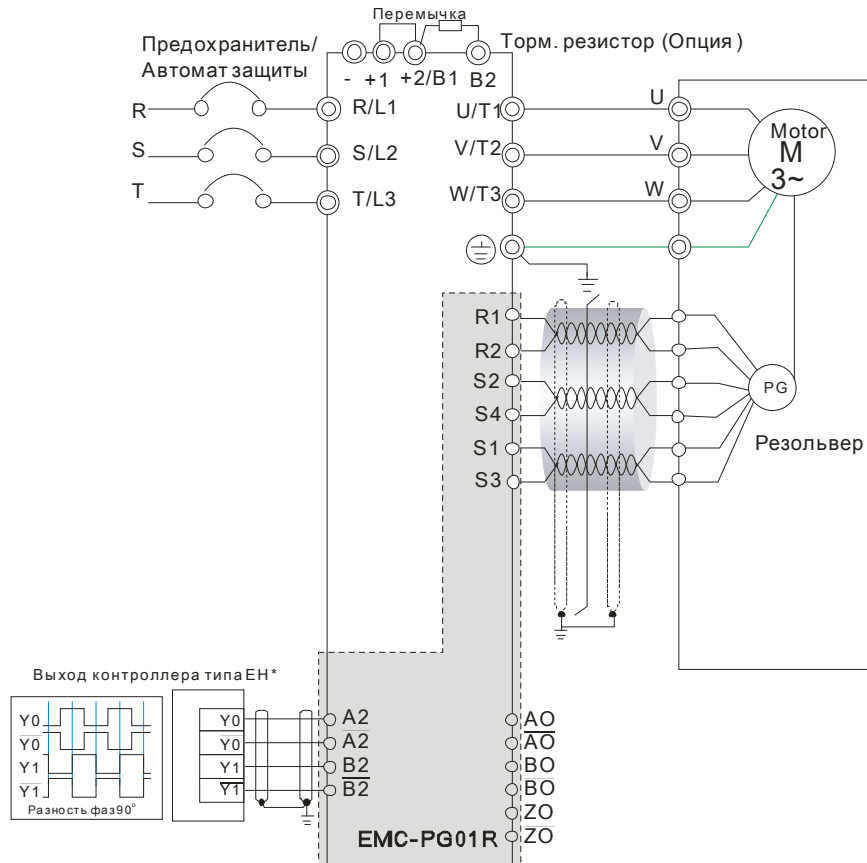 Перемычка
Предохранитель/
Автомат защиты
Торм. резистор (Опция)
- +1 +2/B1 B2
R R/L1 U/T1 U
S S/L2 V/T2 V
T T/L3 W/T3 W
Motor
M
3~
R1
R2
S2
S4
S1
S3
PG
Резольвер
Выход контроллера типа EH*
Y0
Y0
Y1
Y1
Разность фаз 90°
Y0
Y0
Y1
Y1
A2
A2
B2
B2
AO
AO
BO
BO
ZO
ZO
EMC-PG01R